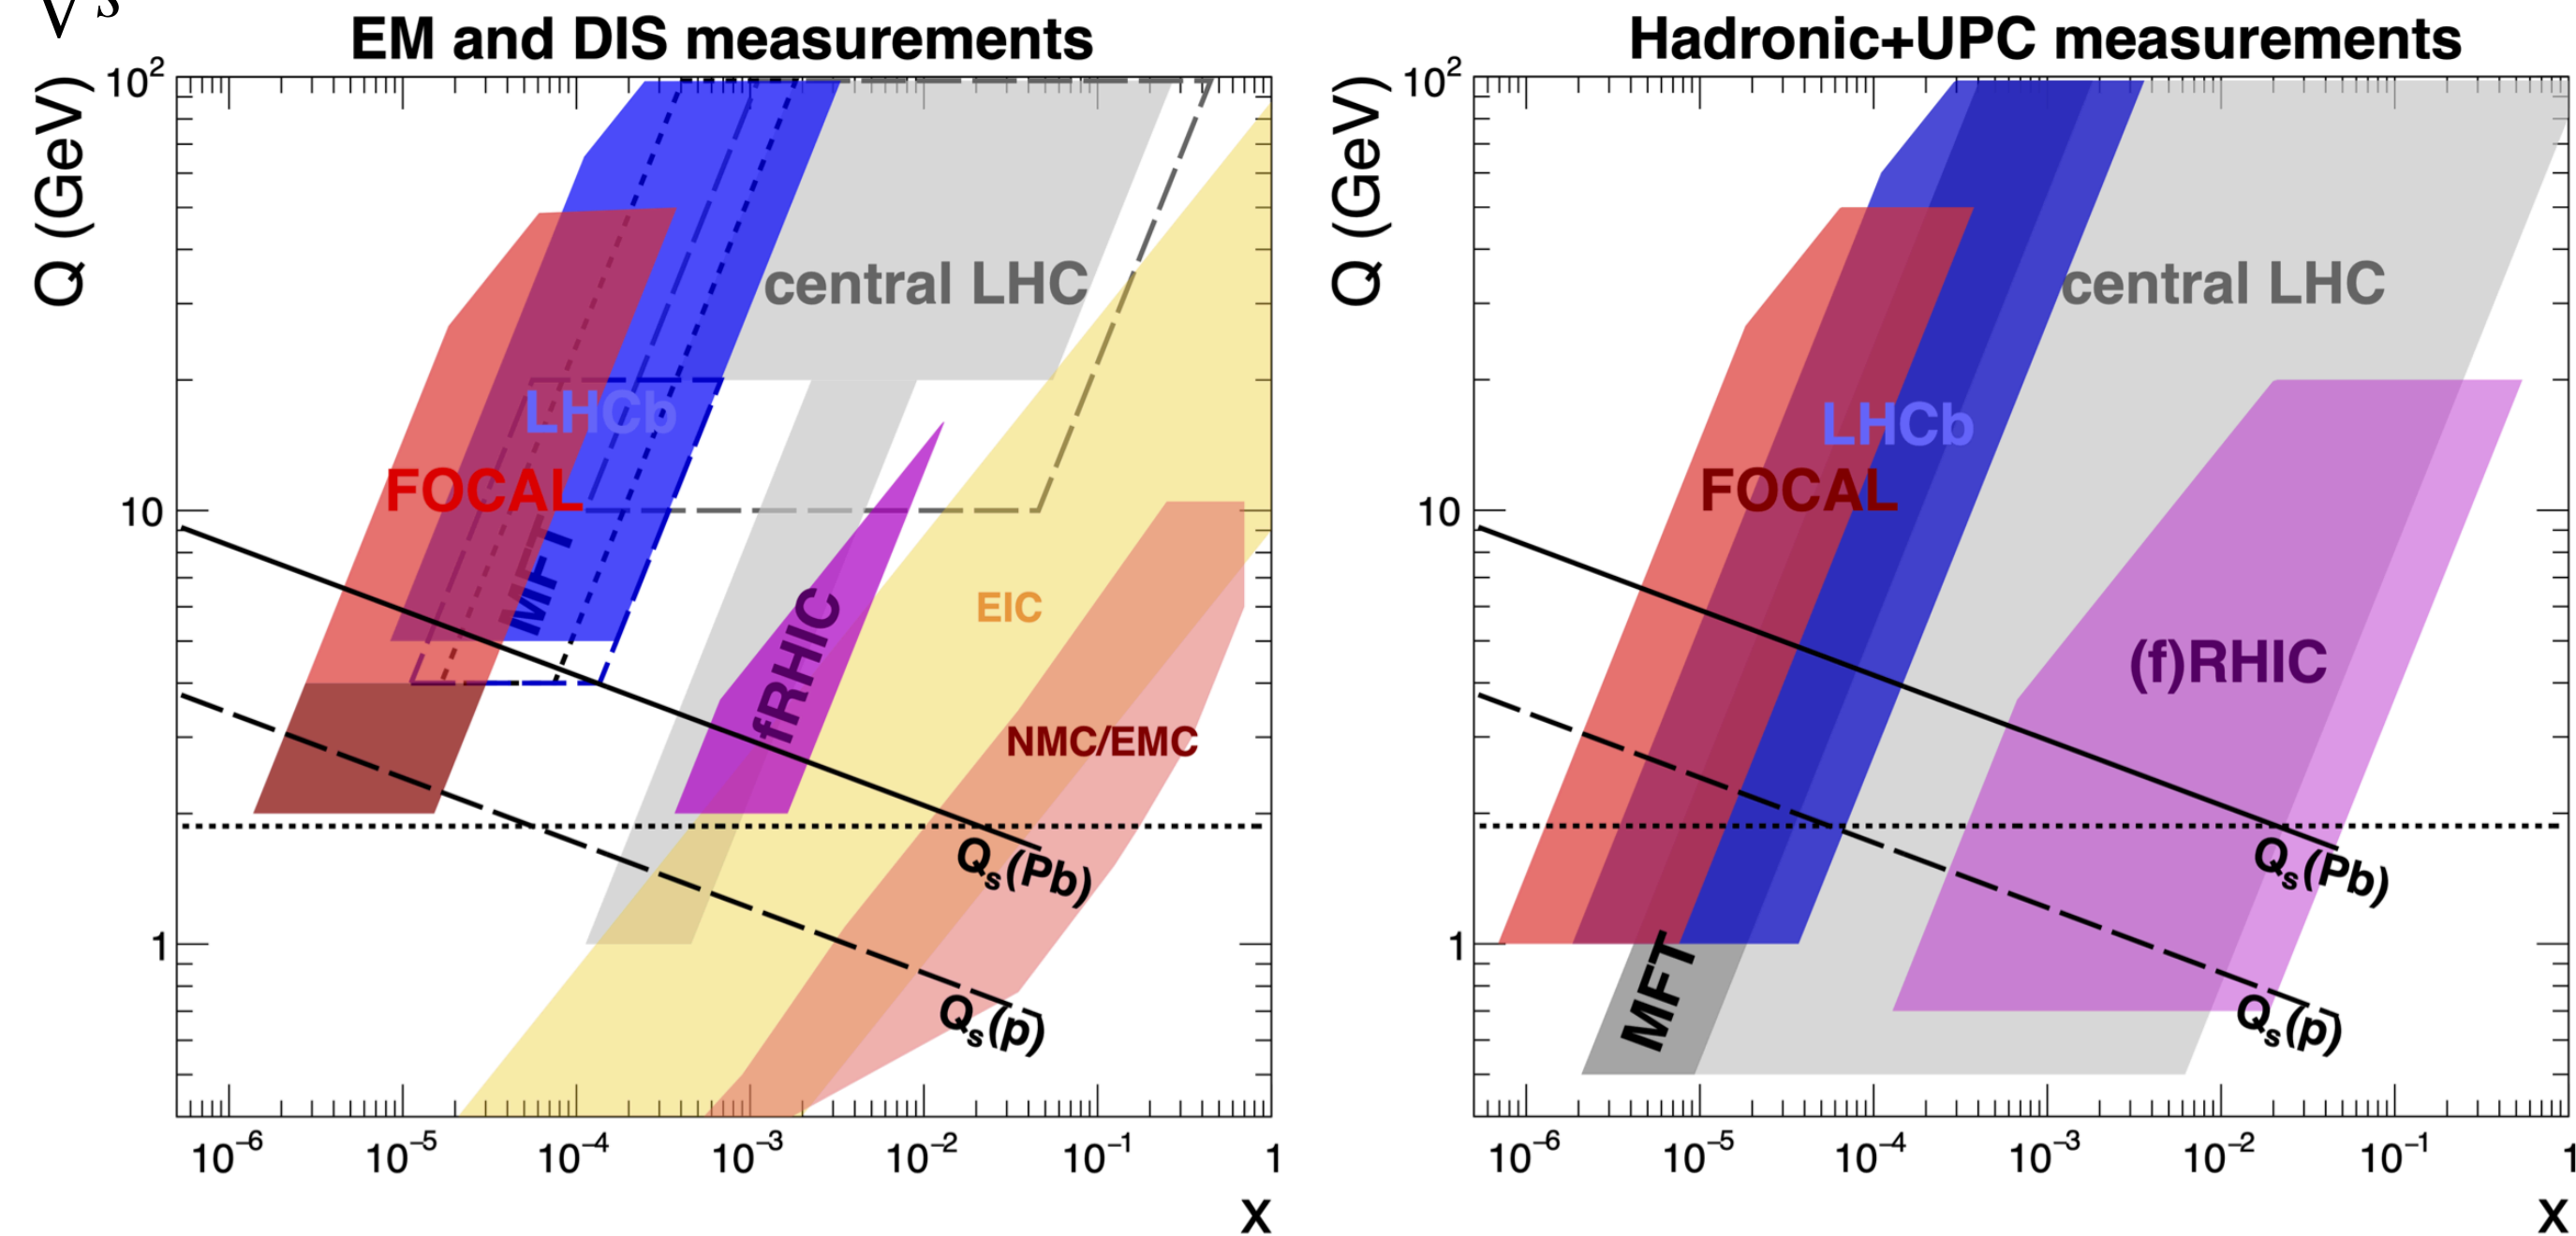 √s
EM and DIS measurements
Q (GeV)
10²
10
1
central LHC
LHCb
FOCAL
MFT
fRHIC
EIC
NMC/EMC
Qₛ(Pb)
Qₛ(p)
10⁻⁶ 10⁻⁵ 10⁻⁴ 10⁻³ 10⁻² 10⁻¹ 1
x
Hadronic+UPC measurements
Q (GeV)
10²
10
1
central LHC
LHCb
FOCAL
(f)RHIC
MFT
Qₛ(Pb)
Qₛ(p)
10⁻⁶ 10⁻⁵ 10⁻⁴ 10⁻³ 10⁻² 10⁻¹ 1
x